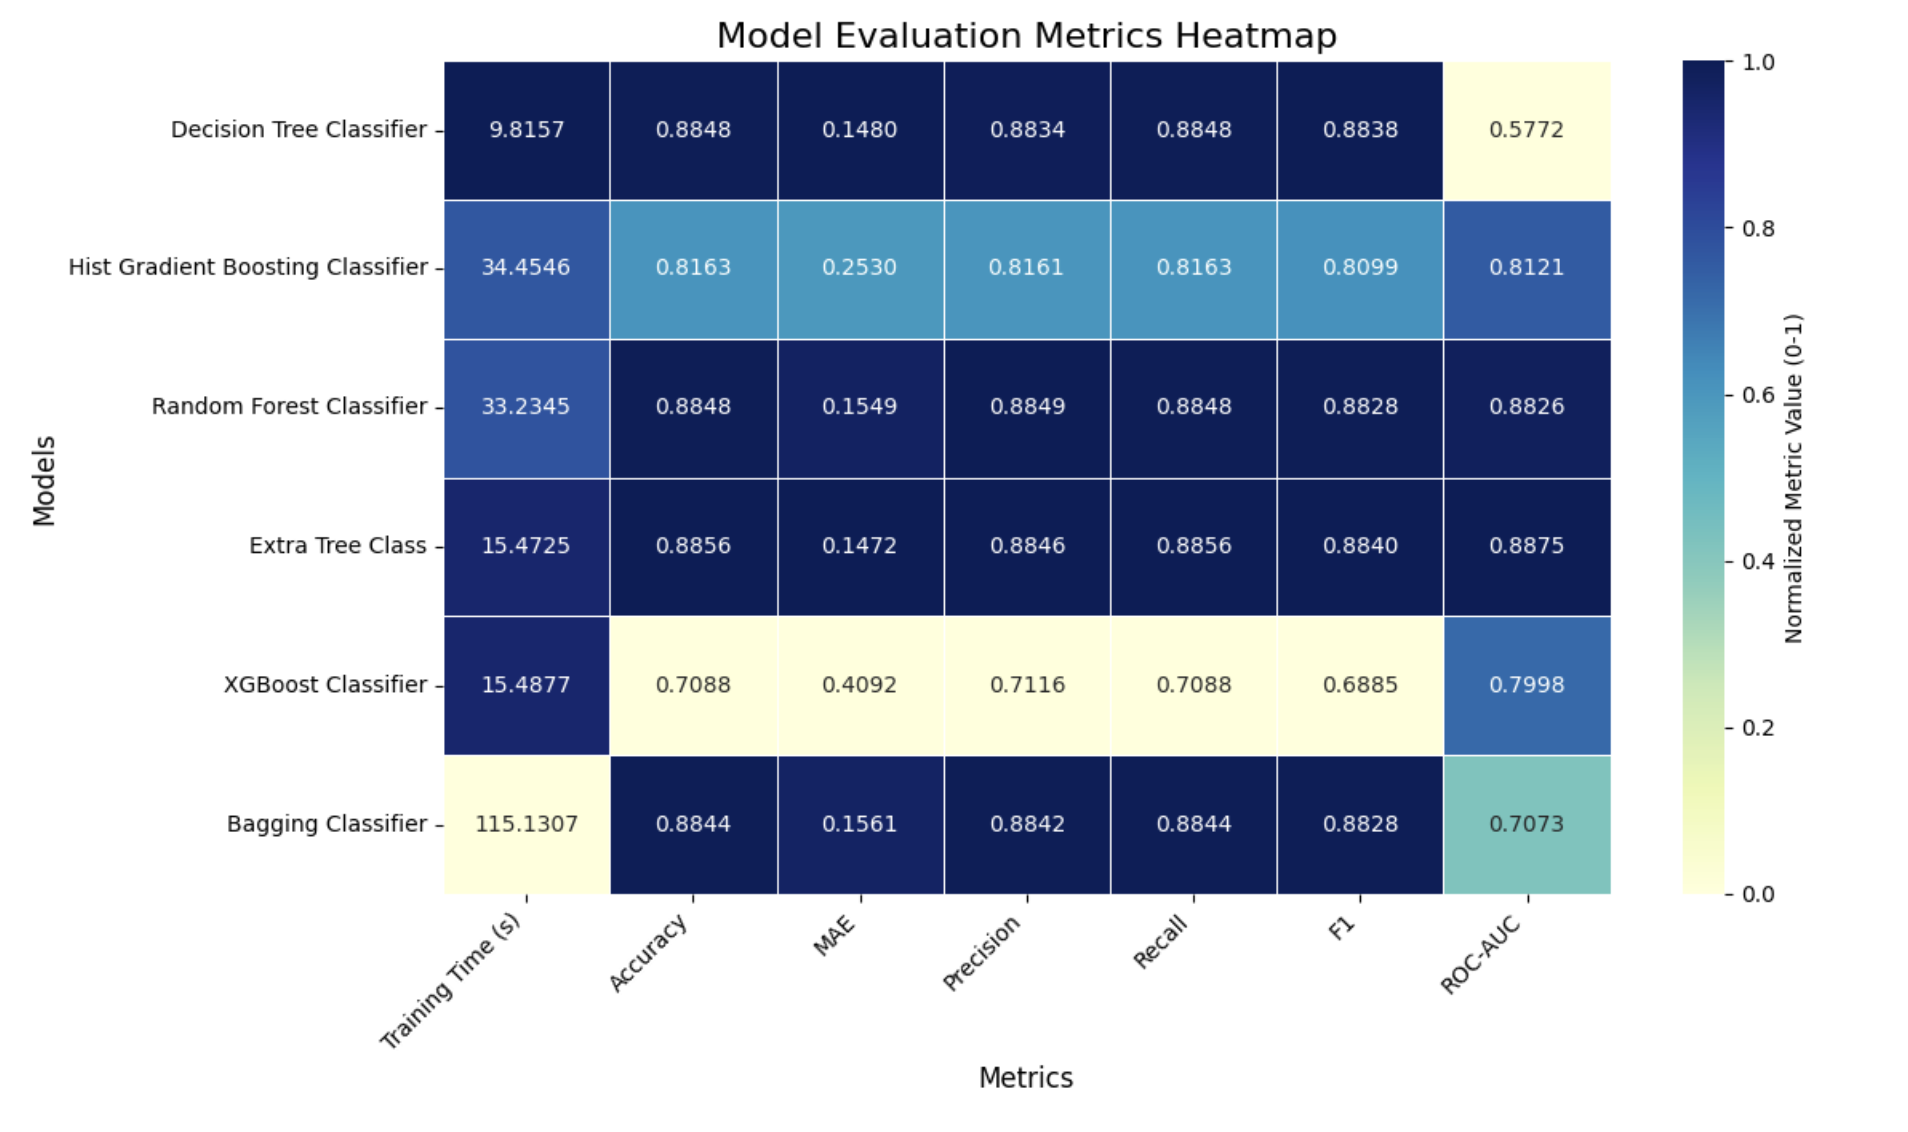 Model Evaluation Metrics Heatmap
Decision Tree Classifier 9.8157 0.8848 0.1480 0.8834 0.8848 0.8838 0.5772
Hist Gradient Boosting Classifier 34.4546 0.8163 0.2530 0.8161 0.8163 0.8099 0.8121
Random Forest Classifier 33.2345 0.8848 0.1549 0.8849 0.8848 0.8828 0.8826
Extra Tree Class 15.4725 0.8856 0.1472 0.8846 0.8856 0.8840 0.8875
XGBoost Classifier 15.4877 0.7088 0.4092 0.7116 0.7088 0.6885 0.7998
Bagging Classifier 115.1307 0.8844 0.1561 0.8842 0.8844 0.8828 0.7073
Models
Training Time (s) Accuracy MAE Precision Recall F1 ROC-AUC
Metrics
1.0
0.8
0.6
0.4
0.2
0.0
Normalized Metric Value (0-1)